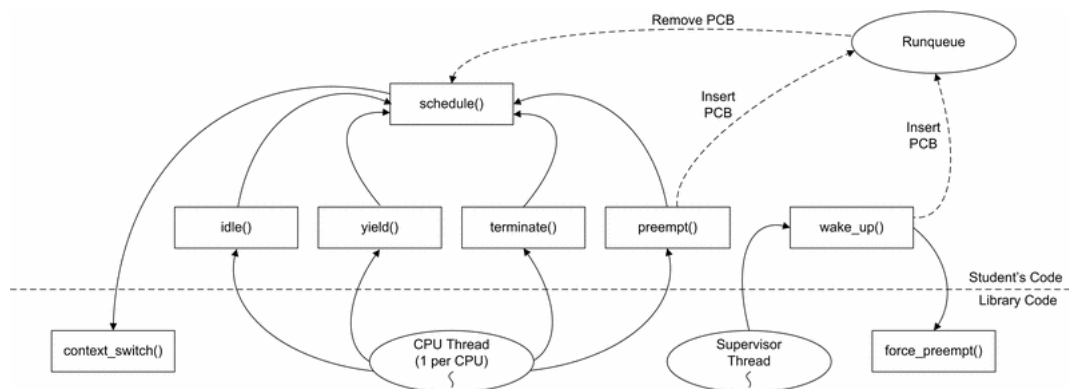 Remove PCB
Runqueue
schedule()
Insert
PCB
Insert
PCB
idle()
yield()
terminate()
preempt()
wake_up()
Student's Code
Library Code
context_switch()
CPU Thread
(1 per CPU)
Supervisor
Thread
force_preempt()